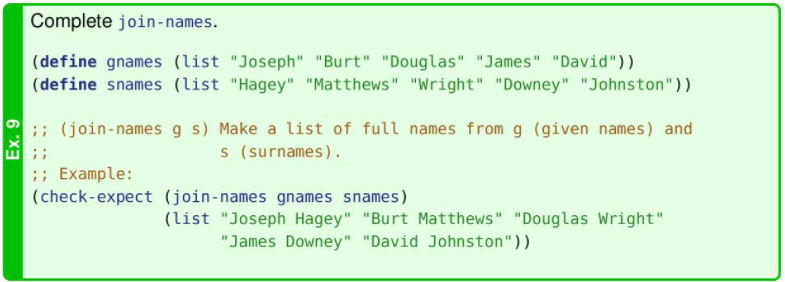 Complete join-names.
(define gnames (list "Joseph" "Burt" "Douglas" "James" "David"))
(define snames (list "Hagey" "Matthews" "Wright" "Downey" "Johnston"))
;; (join-names g s) Make a list of full names from g (given names) and
;;                  s (surnames).
;; Example:
(check-expect (join-names gnames snames)
              (list "Joseph Hagey" "Burt Matthews" "Douglas Wright"
                    "James Downey" "David Johnston"))
Ex. 9